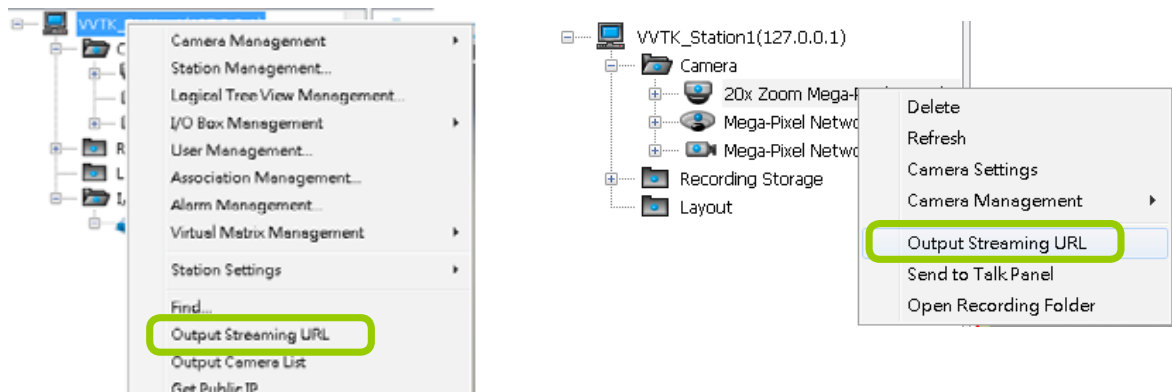 VVTK_
Camera Management
Station Management...
Logical Tree View Management...
I/O Box Management
User Management...
Association Management...
Alarm Management...
Virtual Matrix Management
Station Settings
Find...
Output Streaming URL
Output Camera List
Get Public IP
C
R
L
I/
VVTK_Station1(127.0.0.1)
Camera
20x Zoom Mega-P
Mega-Pixel Netwo
Mega-Pixel Netwo
Recording Storage
Layout
Delete
Refresh
Camera Settings
Camera Management
Output Streaming URL
Send to Talk Panel
Open Recording Folder